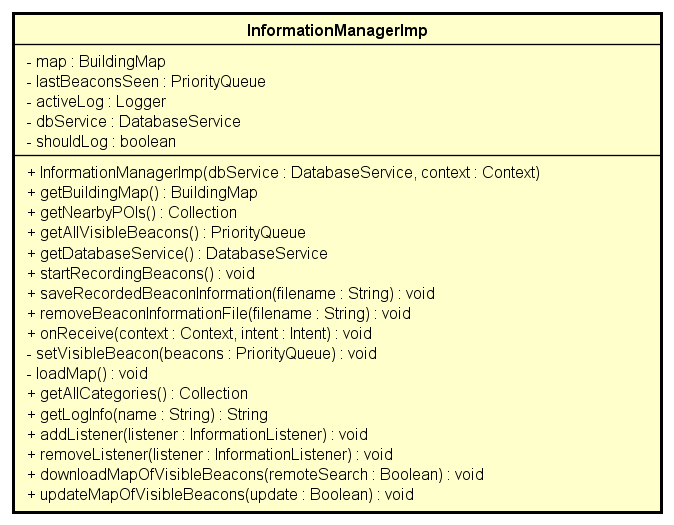 InformationManagerImp
- map : BuildingMap
- lastBeaconsSeen : PriorityQueue
- activeLog : Logger
- dbService : DatabaseService
- shouldLog : boolean
+ InformationManagerImp(dbService : DatabaseService, context : Context)
+ getBuildingMap() : BuildingMap
+ getNearbyPOIs() : Collection
+ getAllVisibleBeacons() : PriorityQueue
+ getDatabaseService() : DatabaseService
+ startRecordingBeacons() : void
+ saveRecordedBeaconInformation(filename : String) : void
+ removeBeaconInformationFile(filename : String) : void
+ onReceive(context : Context, intent : Intent) : void
- setVisibleBeacon(beacons : PriorityQueue) : void
- loadMap() : void
+ getAllCategories() : Collection
+ getLogInfo(name : String) : String
+ addListener(listener : InformationListener) : void
+ removeListener(listener : InformationListener) : void
+ downloadMapOfVisibleBeacons(remoteSearch : Boolean) : void
+ updateMapOfVisibleBeacons(update : Boolean) : void